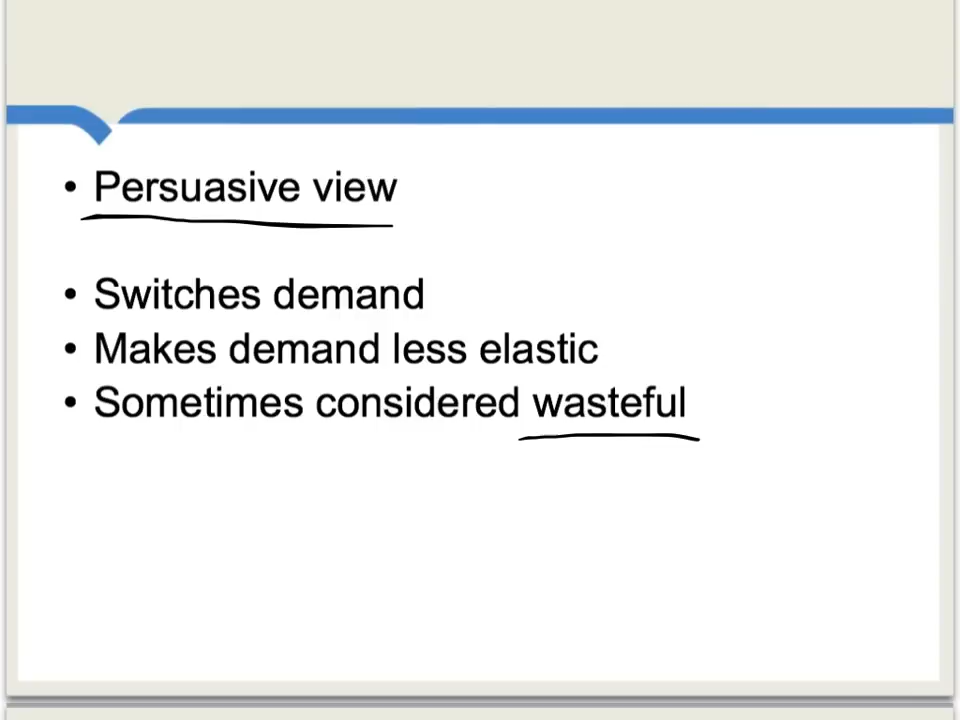 • Persuasive view
• Switches demand
• Makes demand less elastic
• Sometimes considered wasteful